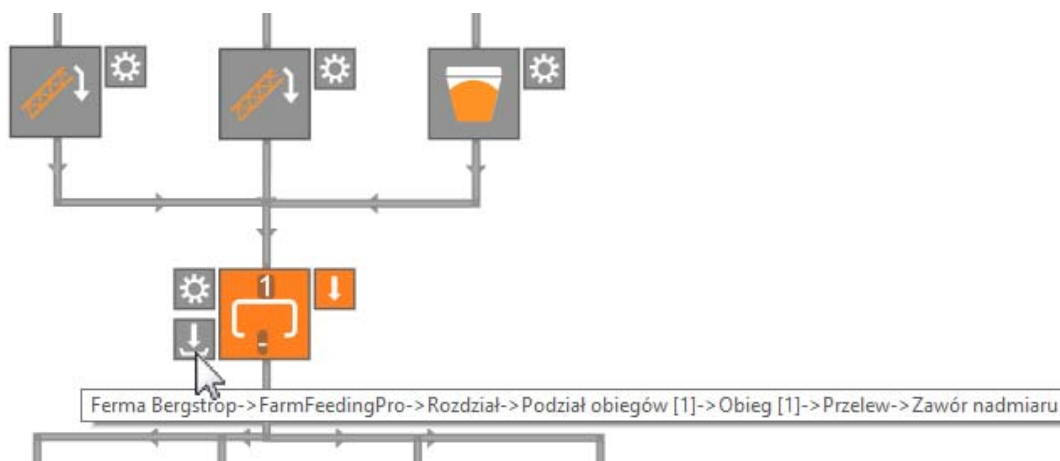 1
-
Ferma Bergstrop->FarmFeedingPro->Rozdział->Podział obiegów [1]->Obieg [1]->Przelew->Zawór nadmiaru